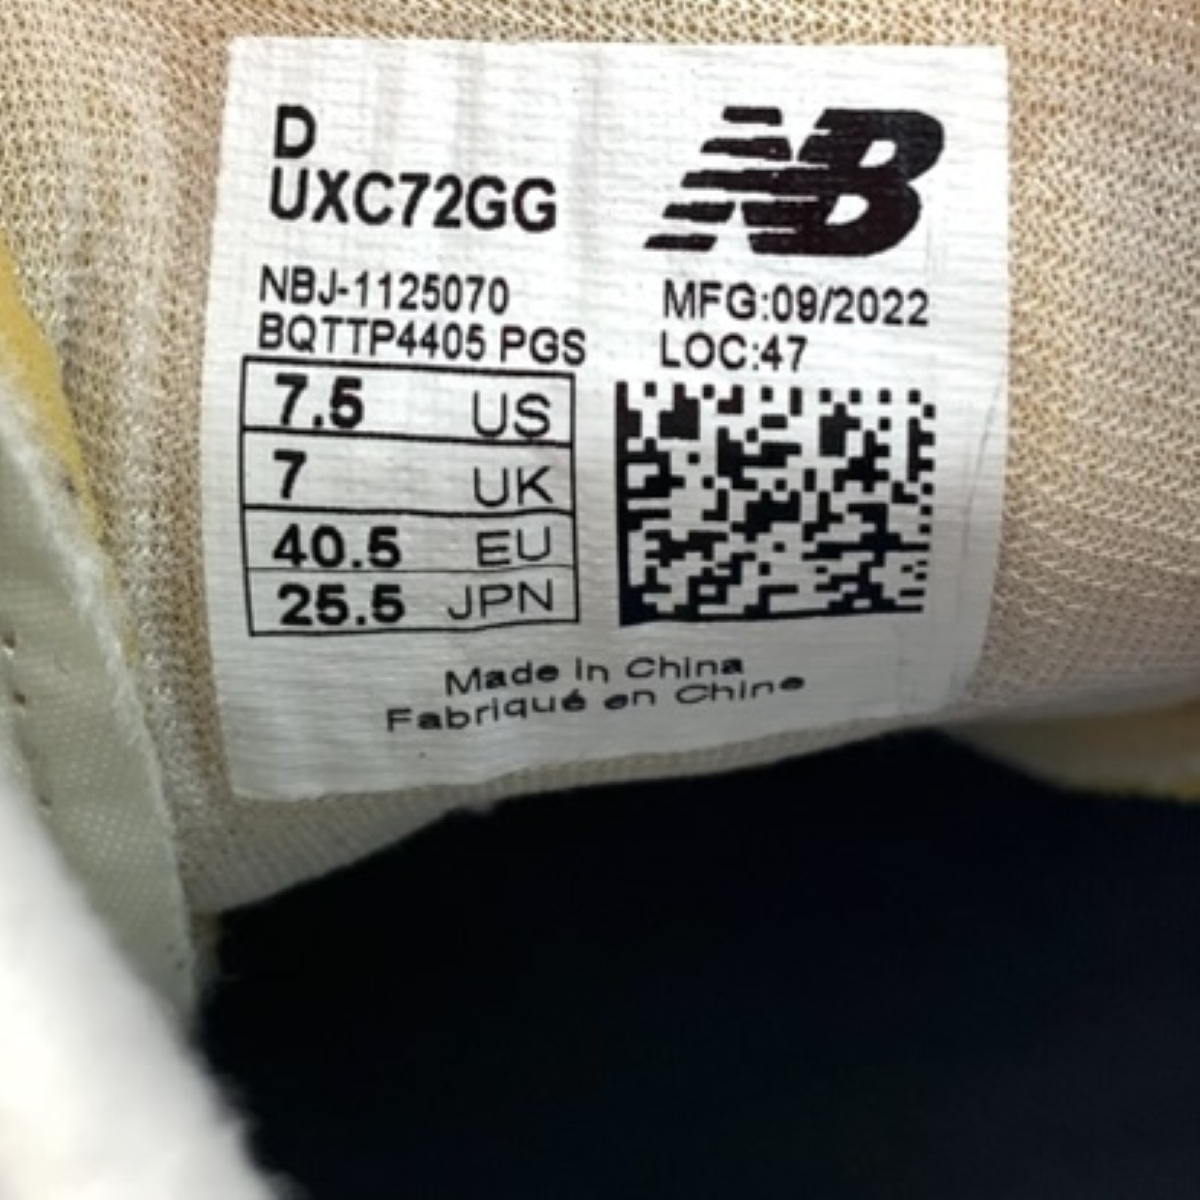 D
UXC72GG
NB
NBJ-1125070
BQTTP4405 PGS
MFG:09/2022
LOC:47
7.5 US
7 UK
40.5 EU
25.5 JPN
Made in China
Fabriqué en Chine